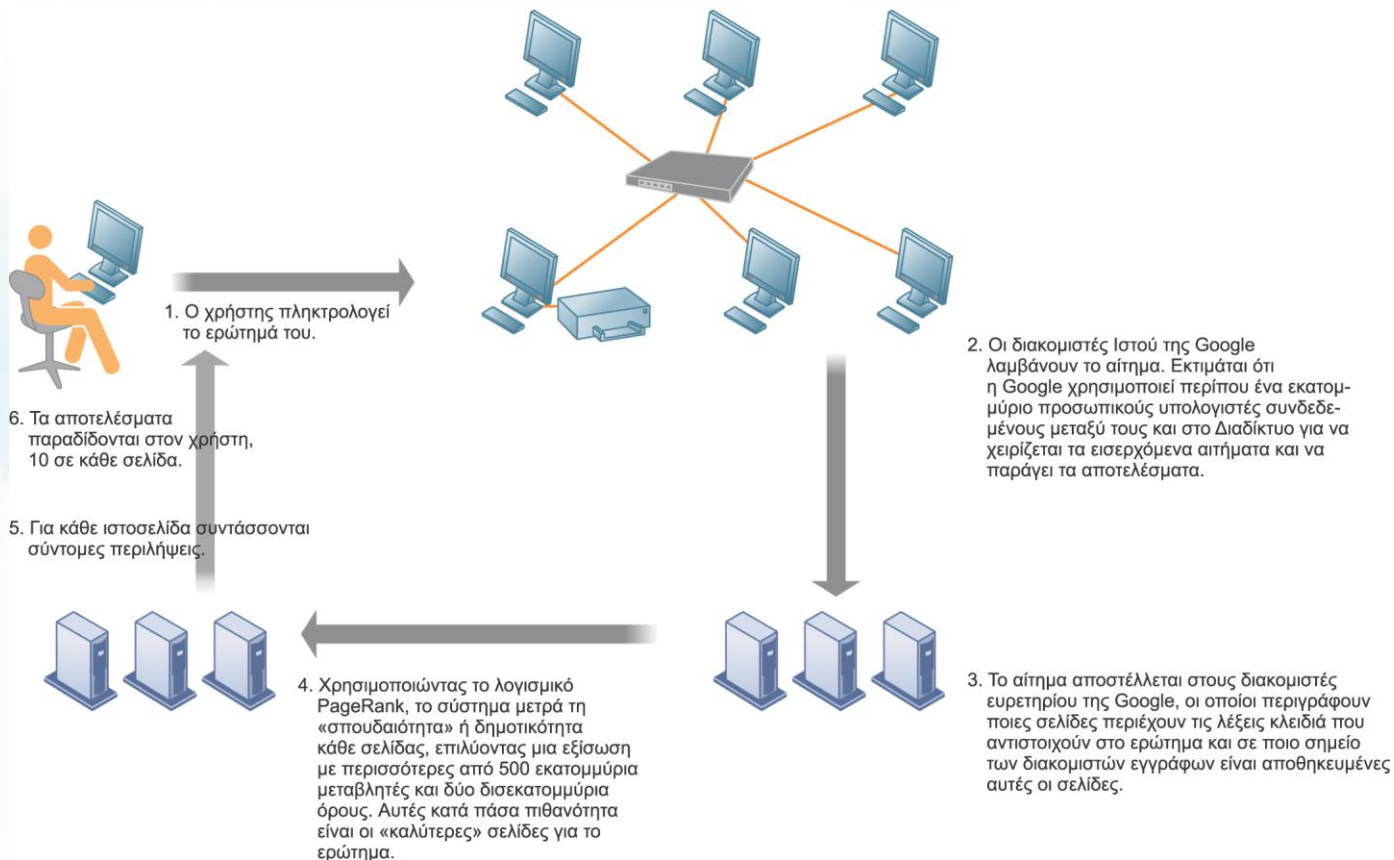 1. Ο χρήστης πληκτρολογεί
το ερώτημά του.
2. Οι διακομιστές Ιστού της Google
λαμβάνουν το αίτημα. Εκτιμάται ότι
η Google χρησιμοποιεί περίπου ένα εκατομ-
μύριο προσωπικούς υπολογιστές συνδεδε-
μένους μεταξύ τους και στο Διαδίκτυο για να
χειρίζεται τα εισερχόμενα αιτήματα και να
παράγει τα αποτελέσματα.
3. Το αίτημα αποστέλλεται στους διακομιστές
ευρετηρίου της Google, οι οποίοι περιγράφουν
ποιες σελίδες περιέχουν τις λέξεις κλειδιά που
αντιστοιχούν στο ερώτημα και σε ποιο σημείο
των διακομιστών εγγράφων είναι αποθηκευμένες
αυτές οι σελίδες.
4. Χρησιμοποιώντας το λογισμικό
PageRank, το σύστημα μετρά τη
«σπουδαιότητα» ή δημοτικότητα
κάθε σελίδας, επιλύοντας μια εξίσωση
με περισσότερες από 500 εκατομμύρια
μεταβλητές και δύο δισεκατομμύρια
όρους. Αυτές κατά πάσα πιθανότητα
είναι οι «καλύτερες» σελίδες για το
ερώτημα.
5. Για κάθε ιστοσελίδα συντάσσονται
σύντομες περιλήψεις.
6. Τα αποτελέσματα
παραδίδονται στον χρήστη,
10 σε κάθε σελίδα.